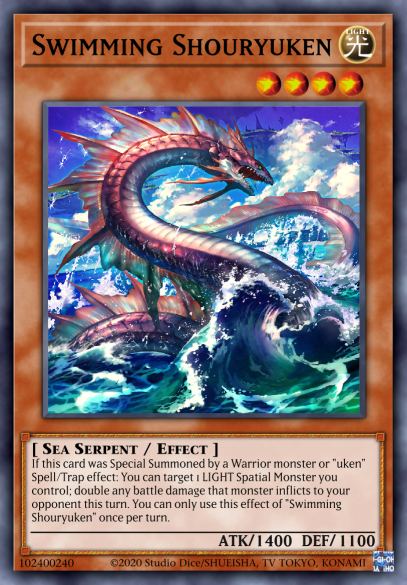 Swimming Shouryuken
LIGHT
光
[ Sea Serpent / Effect ]
If this card was Special Summoned by a Warrior monster or "uken"
Spell/Trap effect: You can target 1 LIGHT Spatial Monster you
control; double any battle damage that monster inflicts to your
opponent this turn. You can only use this effect of "Swimming
Shouryuken" once per turn.
ATK/1400 DEF/1100
102400240 ©2020 Studio Dice/SHUEISHA, TV TOKYO, KONAMI